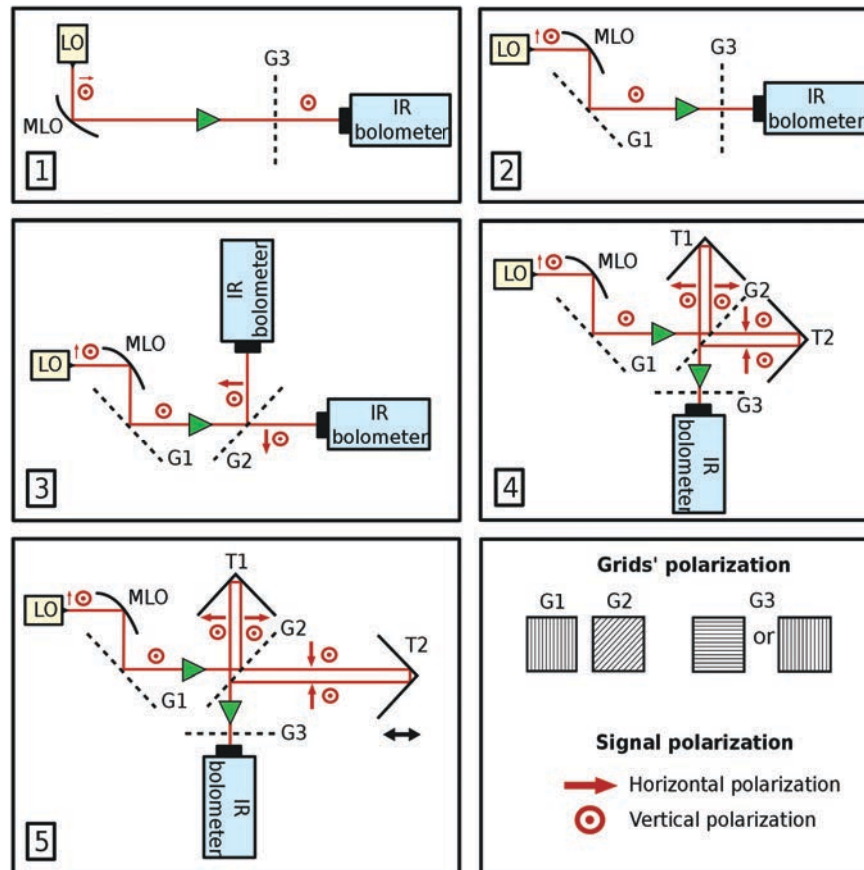 LO
MLO
G3
IR
bolometer
1
LO
MLO
G3
G1
IR
bolometer
2
IR
bolometer
LO
MLO
G1
G2
IR
bolometer
3
T1
LO
MLO
G2
G1
T2
G3
IR
bolometer
4
T1
LO
MLO
G2
T2
G1
G3
IR
bolometer
5
Grids' polarization
G1 G2 G3
or
Signal polarization
Horizontal polarization
Vertical polarization